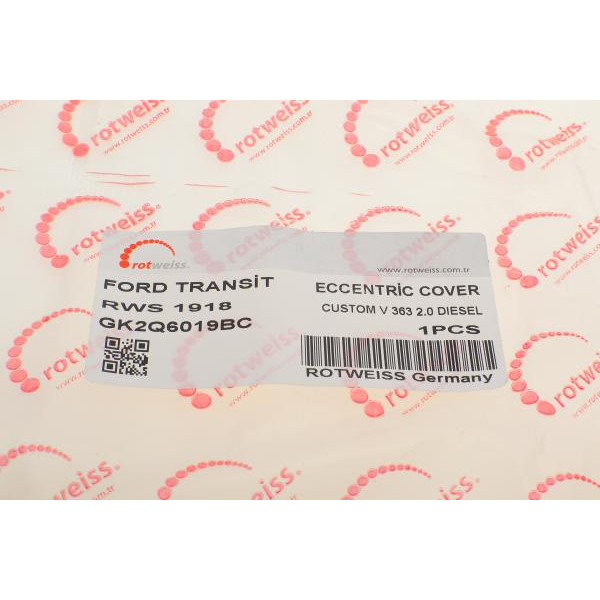 rotweiss.
www.rotweiss.com.tr
FORD TRANSİT
RWS 1918
GK2Q6019BC
ECCENTRİC COVER
CUSTOM V 363 2.0 DIESEL
1PCS
ROTWEISS Germany